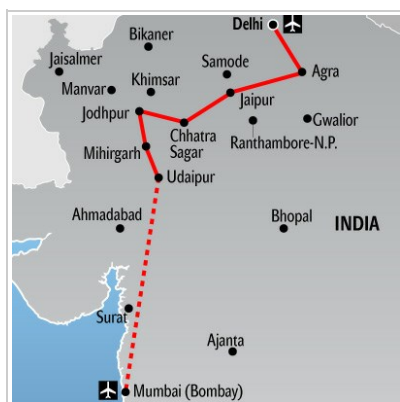 Delhi
Bikaner
Jaisalmer
Samode
Agra
Manvar
Khimsar
Jodhpur
Jaipur
Gwalior
Chhatra
Sagar
Ranthambore-N.P.
Mihirgarh
Udaipur
Ahmadabad
Bhopal
INDIA
Surat
Ajanta
Mumbai (Bombay)